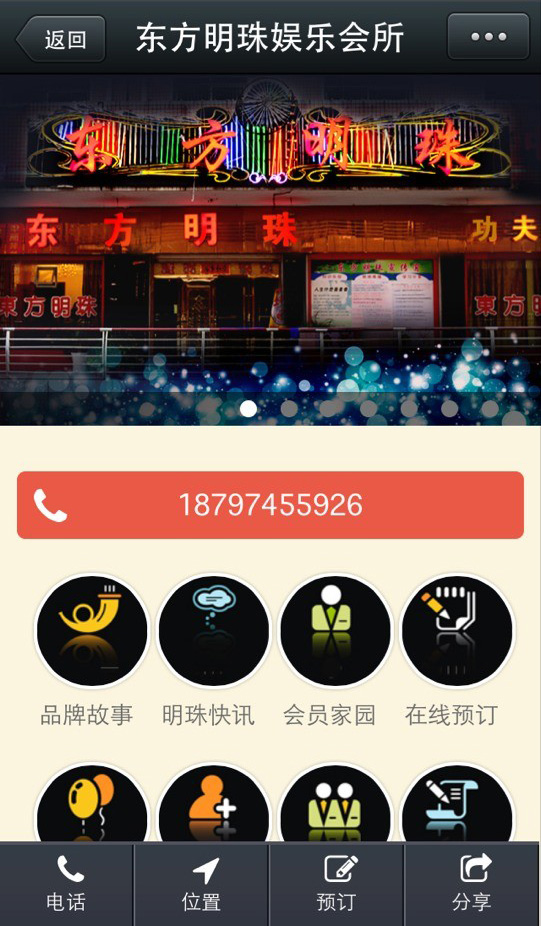 返回
东方明珠娱乐会所
东方明珠
东方明珠
功夫
東方明珠
東方明
18797455926
品牌故事
明珠快讯
会员家园
在线预订
电话
位置
预订
分享